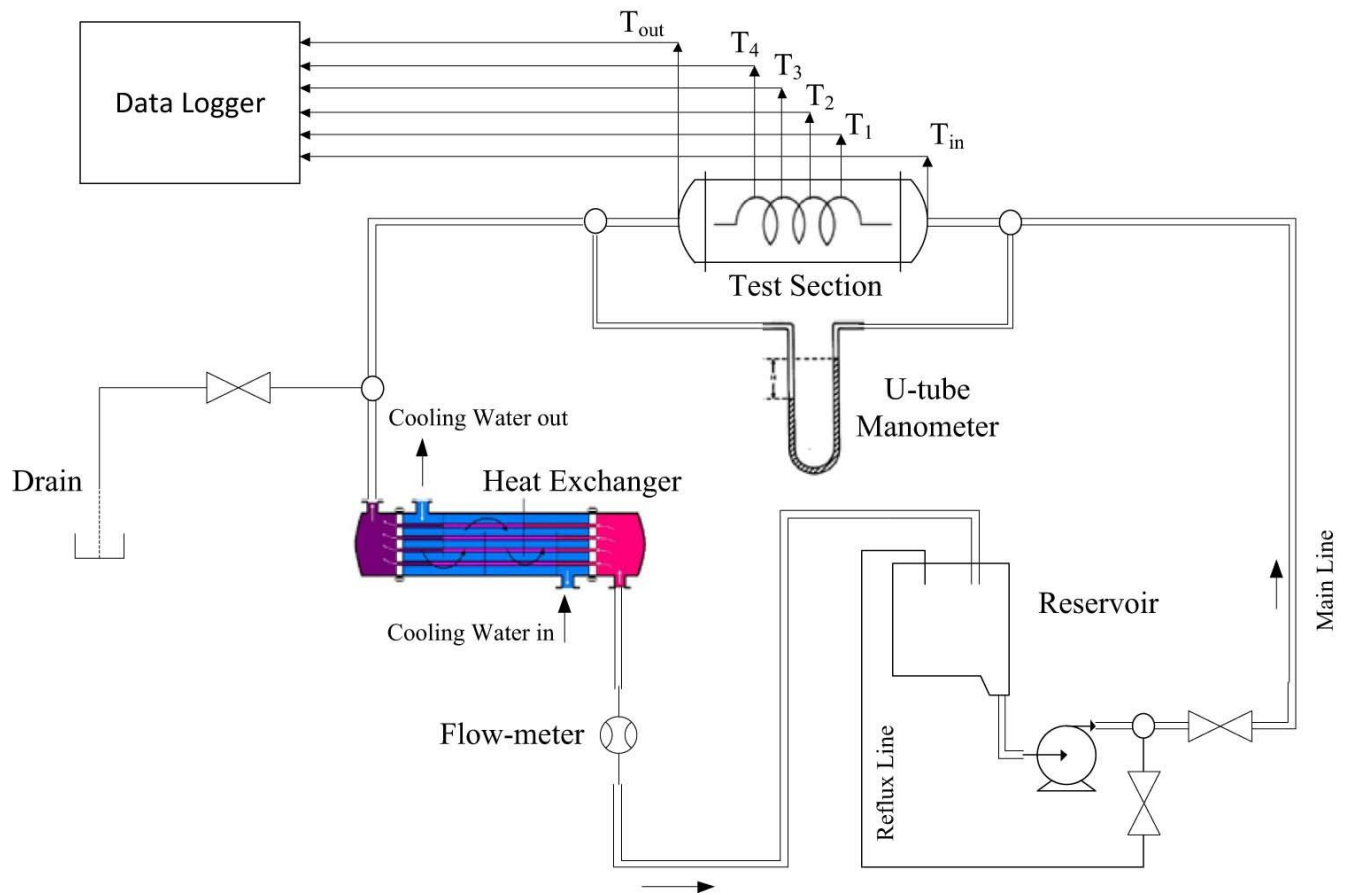 T_out
T_4
T_3
T_2
T_1
T_in
Data Logger
Test Section
H
U-tube
Manometer
Cooling Water out
Drain
Heat Exchanger
Cooling Water in
Reservoir
Main Line
Flow-meter
Reflux Line